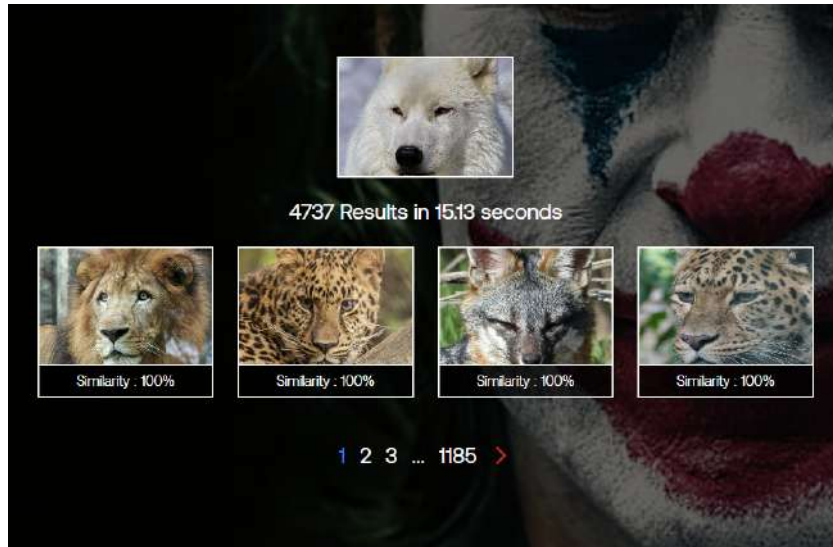 4737 Results in 15.13 seconds
Similarity : 100% Similarity : 100% Similarity : 100% Similarity : 100%
1 2 3 ... 1185 >